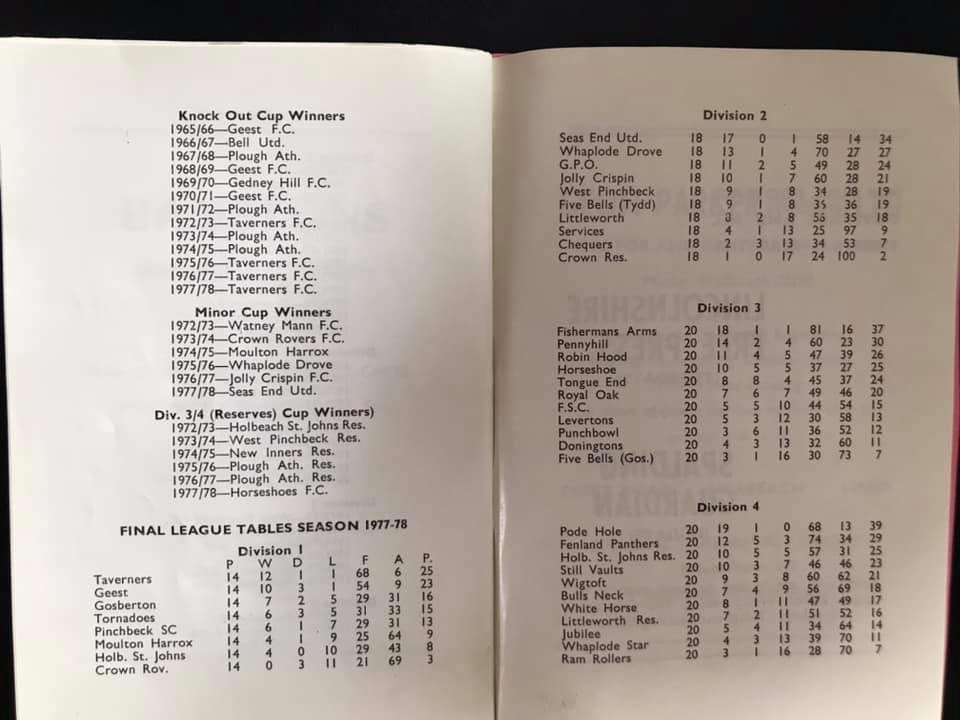 Knock Out Cup Winners
1965/66—Geest F.C.
1966/67—Bell Utd.
1967/68—Plough Ath.
1968/69—Geest F.C.
1969/70—Gedney Hill F.C.
1970/71—Geest F.C.
1971/72—Plough Ath.
1972/73—Taverners F.C.
1973/74—Plough Ath.
1974/75—Plough Ath.
1975/76—Taverners F.C.
1976/77—Taverners F.C.
1977/78—Taverners F.C.
Minor Cup Winners
1972/73—Watney Mann F.C.
1973/74—Crown Rovers F.C.
1974/75—Moulton Harrox
1975/76—Whaplode Drove
1976/77—Jolly Crispin F.C.
1977/78—Seas End Utd.
Div. 3/4 (Reserves) Cup Winners)
1972/73—Holbeach St. Johns Res.
1973/74—West Pinchbeck Res.
1974/75—New Inners Res.
1975/76—Plough Ath. Res.
1976/77—Plough Ath. Res.
1977/78—Horseshoes F.C.
FINAL LEAGUE TABLES SEASON 1977-78
Division 1
P W D L F A P.
Taverners 14 12 1 1 68 6 25
Geest 14 10 3 1 54 9 23
Gosberton 14 7 2 5 29 31 16
Tornadoes 14 6 3 5 31 33 15
Pinchbeck SC 14 6 1 7 29 31 13
Moulton Harrox 14 4 1 9 25 64 9
Holb. St. Johns 14 4 0 10 29 43 8
Crown Rov. 14 0 3 11 21 69 3
Division 2
Seas End Utd. 18 17 0 1 58 14 34
Whaplode Drove 18 13 1 4 70 27 27
G.P.O. 18 11 2 5 49 28 24
Jolly Crispin 18 10 1 7 60 28 21
West Pinchbeck 18 9 1 8 34 28 19
Five Bells (Tydd) 18 9 1 8 35 36 19
Littleworth 18 8 2 8 56 35 18
Services 18 4 1 13 25 97 9
Chequers 18 2 3 13 34 53 7
Crown Res. 18 1 0 17 24 100 2
Division 3
Fishermans Arms 20 18 1 1 81 16 37
Pennyhill 20 14 2 4 60 23 30
Robin Hood 20 11 4 5 47 39 26
Horseshoe 20 10 5 5 37 27 25
Tongue End 20 8 8 4 45 37 24
Royal Oak 20 7 6 7 49 46 20
F.S.C. 20 5 5 10 44 54 15
Levertons 20 5 3 12 30 58 13
Punchbowl 20 3 6 11 36 52 12
Doningtons 20 4 3 13 32 60 11
Five Bells (Gos.) 20 3 1 16 30 73 7
Division 4
Pode Hole 20 19 1 0 68 13 39
Fenland Panthers 20 12 5 3 74 34 29
Holb. St. Johns Res. 20 10 5 5 57 31 25
Still Vaults 20 10 3 7 46 46 23
Wigtoft 20 9 3 8 60 62 21
Bulls Neck 20 7 4 9 56 69 18
White Horse 20 8 1 11 47 49 17
Littleworth Res. 20 7 2 11 51 52 16
Jubilee 20 5 4 11 34 64 14
Whaplode Star 20 4 3 13 39 70 11
Ram Rollers 20 3 1 16 28 70 7